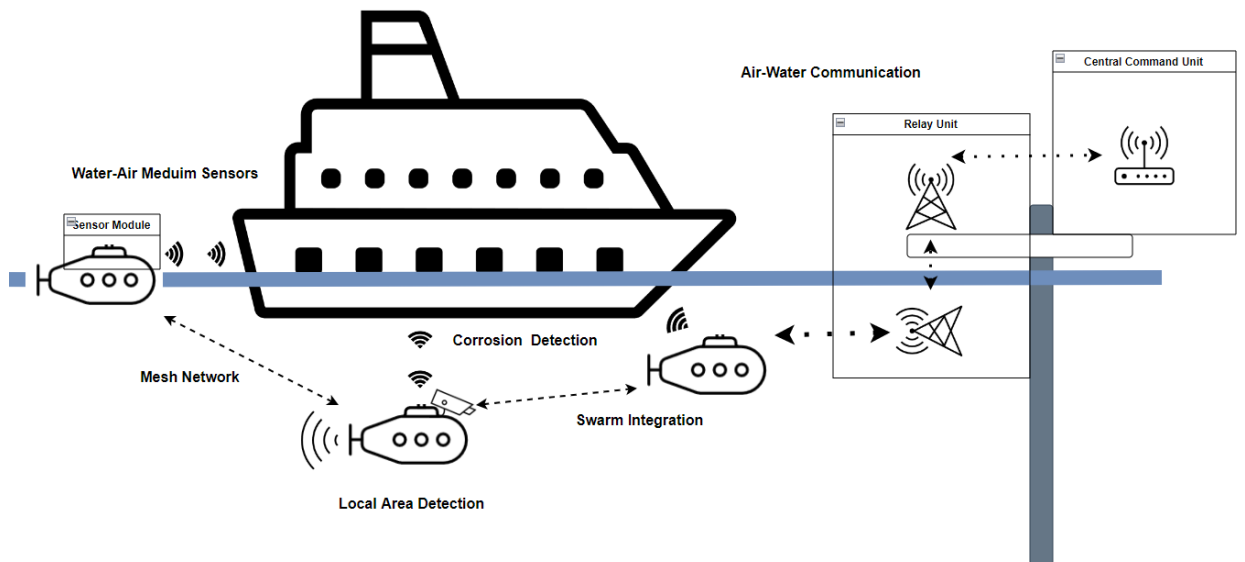 Central Command Unit
Air-Water Communication
Relay Unit
Water-Air Meduim Sensors
Sensor Module
Corrosion Detection
Mesh Network
Swarm Integration
Local Area Detection